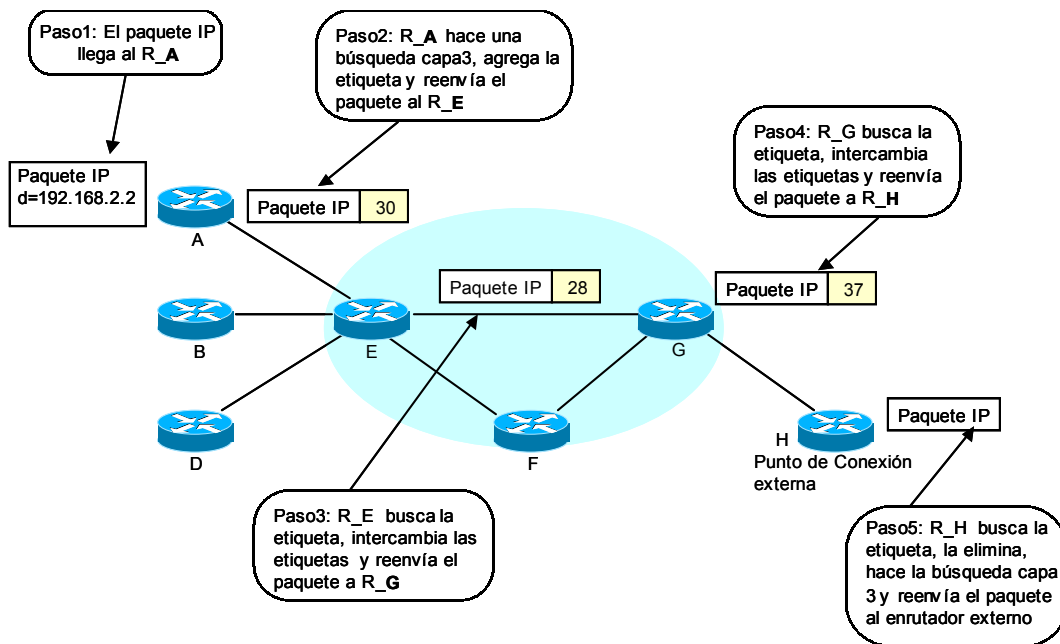 Paso1: El paquete IP
llega al R_A
Paso2: R_A hace una
búsqueda capa3, agrega la
etiqueta y reenvía el
paquete al R_E
Paso4: R_G busca la
etiqueta, intercambia
las etiquetas y reenvía
el paquete a R_H
Paquete IP
d=192.168.2.2
Paquete IP 30
A
Paquete IP 28
Paquete IP 37
B
E
G
D
F
Paquete IP
H
Punto de Conexión
externa
Paso3: R_E busca la
etiqueta, intercambia las
etiquetas y reenvía el
paquete a R_G
Paso5: R_H busca la
etiqueta, la elimina,
hace la búsqueda capa
3 y reenvía el paquete
al enrutador externo